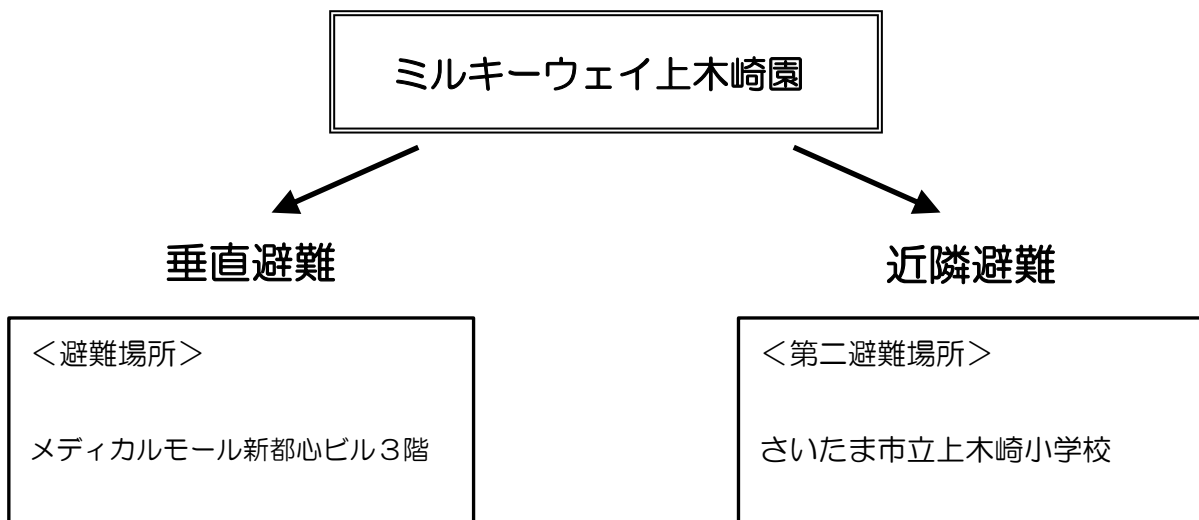 ミルキーウェイ上木崎園
垂直避難
近隣避難
＜避難場所＞
メディカルモール新都心ビル３階
＜第二避難場所＞
さいたま市立上木崎小学校